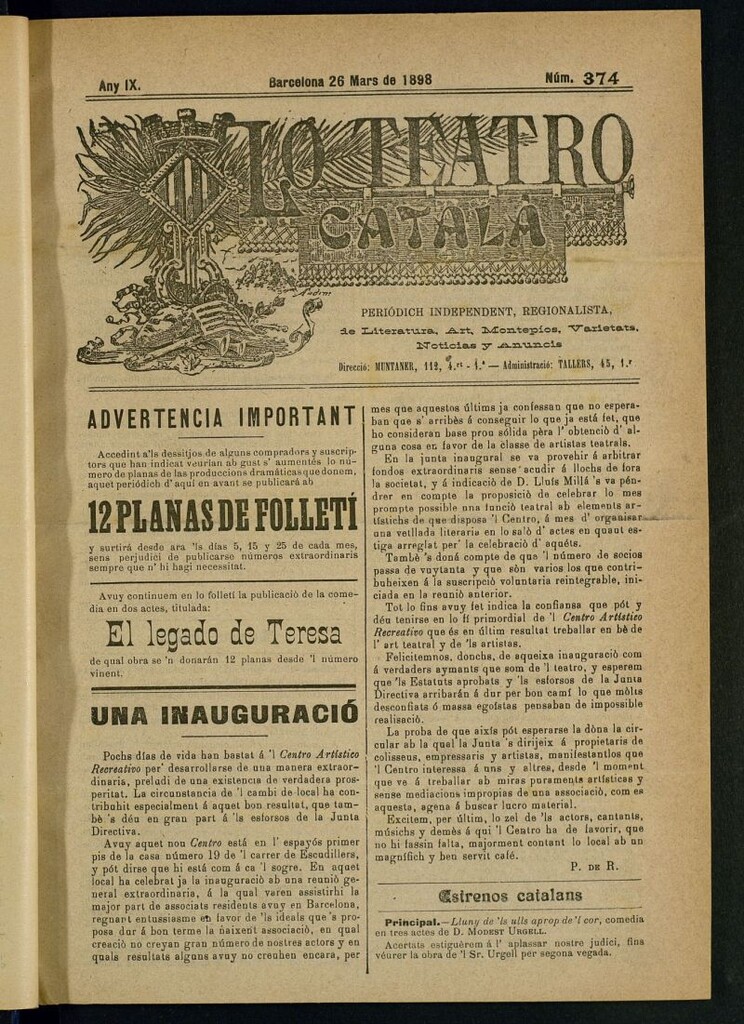 Any IX.
Barcelona 26 Mars de 1898
Núm. 374
LO TEATRO
CATALÁ
PERIÓDICH INDEPENDENT, REGIONALISTA,
de Literatura, Art, Montepios, Varietats,
Noticias y Anuncis
Direcció: MUNTANER, 112, 4.rt - 1.ª — Administració: TALLERS, 45, 1.r
ADVERTENCIA IMPORTANT
Accedint a'ls dessitjos de alguns compradors y suscrip-
tors que han indicat veurían ab gust s' aumentés lo nú-
mero de planas de las produccions dramáticas que donem,
aquet periódich d' aquí en avant se publicará ab
12 PLANAS DE FOLLETÍ
y surtirá desde ara 'ls días 5, 15 y 25 de cada mes,
sens perjudici de publicarse números extraordinaris
sempre que n' hi hagi necessitat.
Avuy continuem en lo folletí la publicació de la come-
dia en dos actes, titulada:
El legado de Teresa
de qual obra se 'n donarán 12 planas desde 'l número
vinent.
UNA INAUGURACIÓ
Pochs días de vida han bastat á 'l Centro Artístico
Recreativo per' desarrollarse de una manera extraor-
dinaria, preludi de una existencia de verdadera pros-
peritat. La circunstancia de 'l cambi de local ha con-
tribuhit especialment á aquet bon resultat, que tam-
bè 's déu en gran part á 'ls esforsos de la Junta
Directiva.
Avuy aquet nou Centro está en l' espayós primer
pis de la casa número 19 de 'l carrer de Escudillers,
y pót dirse que hi está com á ca 'l sogre. En aquet
local ha celebrat ja la inauguració ab una reunió ge-
neral extraordinaria, á la qual varen assistirhi la
major part de associats residents avuy en Barcelona,
regnant entussiasme en favor de 'ls ideals que 's pro-
posa dur á bon terme la naixent associació, en qual
creació no creyan gran número de nostres actors y en
quals resultats alguns avuy no creuhen encara, per
mes que aquestos últims ja confessan que no espera-
ban que s' arribès á conseguir lo que ja está fet, que
ho consideran base prou sólida pèra l' obtenció d' al-
guna cosa en favor de la classe de artistas teatrals.
En la junta inaugural se va provehir á arbitrar
fondos extraordinaris sense acudir á llochs de fora
la societat, y á indicació de D. Lluís Millá 's va pén-
drer en compte la proposició de celebrar lo mes
prompte possible una funció teatral ab elements ar-
tístichs de que disposa 'l Centro, á mes d' organisar
una vetllada literaria en lo saló d' actes en quant es-
tiga arreglat per' la celebració d' aquéts.
També 's doná compte de que 'l número de socios
passa de vuytanta y que són varios los que contri-
buheixen á la suscripció voluntaria reintegrable, ini-
ciada en la reunió anterior.
Tot lo fins avuy fet indica la confiansa que pót y
déu tenirse en lo fí primordial de 'l Centro Artístico
Recreativo que és en últim resultat treballar en bè de
l' art teatral y de 'ls artistas.
Felicitemnos, donchs, de aqueixa inauguració com
á verdaders aymants que som de 'l teatro, y esperem
que 'ls Estatuts aprobats y 'ls esforsos de la Junta
Directiva arribarán á dur per bon camí lo que mólts
desconfiats ó massa egoistas pensaban de impossible
realisació.
La proba de que aixís pót esperarse la dòna la cir-
cular ab la qual la Junta 's dirijeix á propietaris de
colisseus, empressaris y artistas, manifestantlos que
'l Centro interessa á uns y altres, desde 'l moment
que ve á treballar ab miras purament artísticas y
sense mediacions impropias de una associació, com es
aquesta, agena á buscar lucro material.
Excitem, per últim, lo zel de 'ls actors, cantants,
músichs y demés á qui 'l Centro ha de favorir, que
no hi fassin falta, majorment contant lo local ab un
magnífich y ben servit café.
P. DE R.
Estrenos catalans
Principal.—Lluny de 'ls ulls aprop de 'l cor, comedia
en tres actes de D. MODEST URGELL.
Acertats estiguérem á l' aplassar nostre judici, fins
véurer la obra de 'l Sr. Urgell per segona vegada.